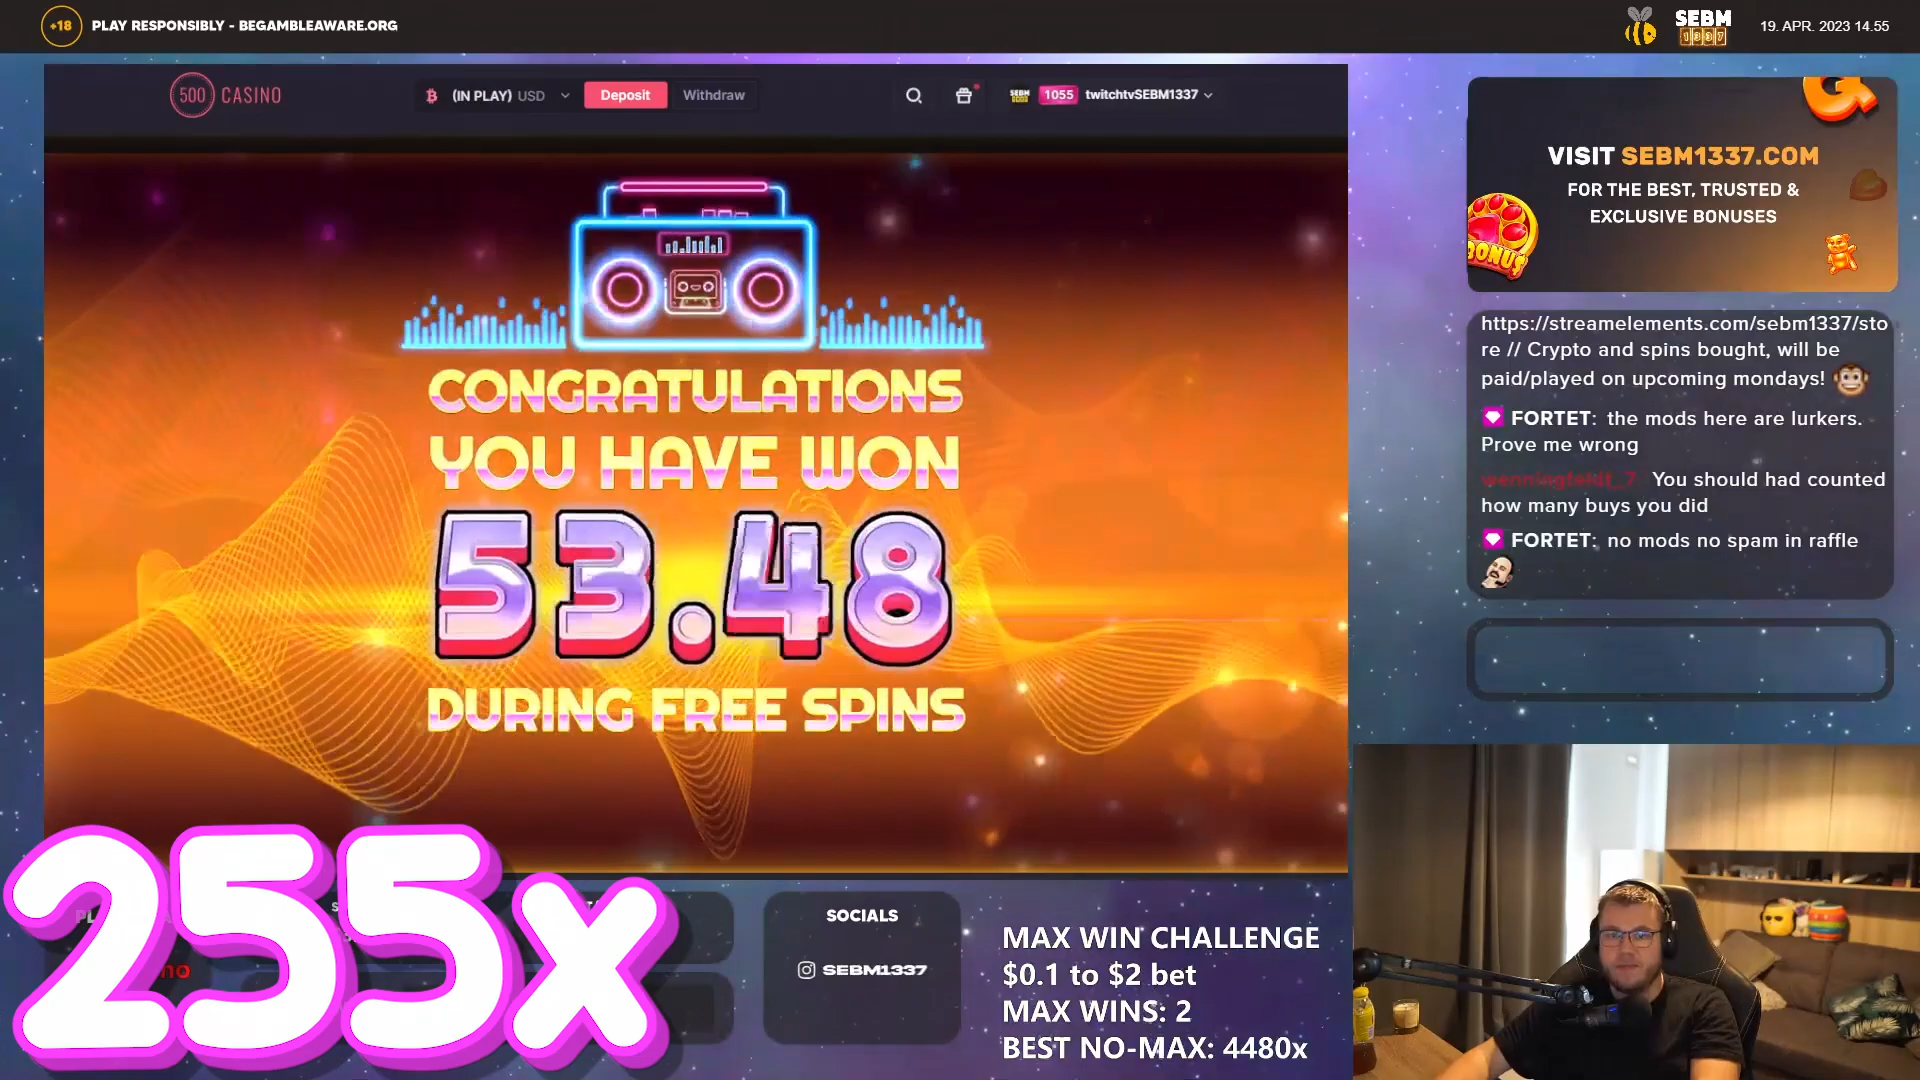 +18 PLAY RESPONSIBLY - BEGAMBLEAWARE.ORG
SEBM
1337
19. APR. 2023 14.55
500 CASINO
(IN PLAY) USD
Deposit
Withdraw
1055 twitchtvSEBM1337
CONGRATULATIONS
YOU HAVE WON
53.48
DURING FREE SPINS
VISIT SEBM1337.COM
FOR THE BEST, TRUSTED &
EXCLUSIVE BONUSES
BONUS
https://streamelements.com/sebm1337/sto
re // Crypto and spins bought, will be
paid/played on upcoming mondays!
FORTET: the mods here are lurkers.
Prove me wrong
wenningfeldt_7 You should had counted
how many buys you did
FORTET: no mods no spam in raffle
255x
SOCIALS
SEBM1337
MAX WIN CHALLENGE
$0.1 to $2 bet
MAX WINS: 2
BEST NO-MAX: 4480x